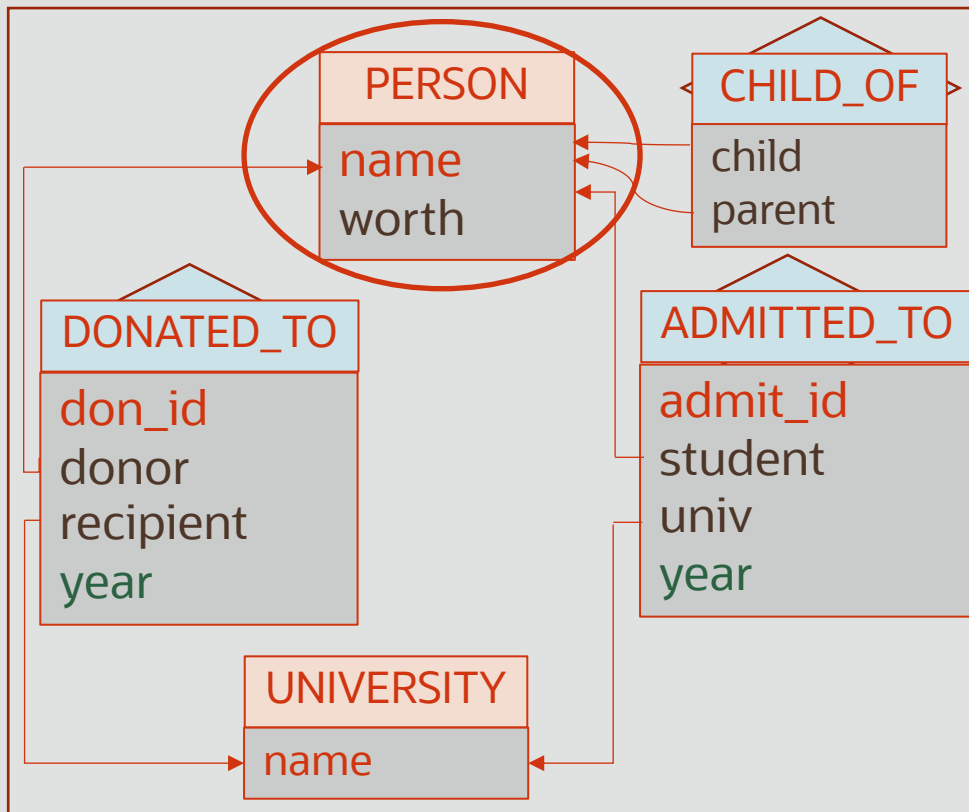 PERSON
name
worth
CHILD_OF
child
parent
DONATED_TO
don_id
donor
recipient
year
ADMITTED_TO
admit_id
student
univ
year
UNIVERSITY
name